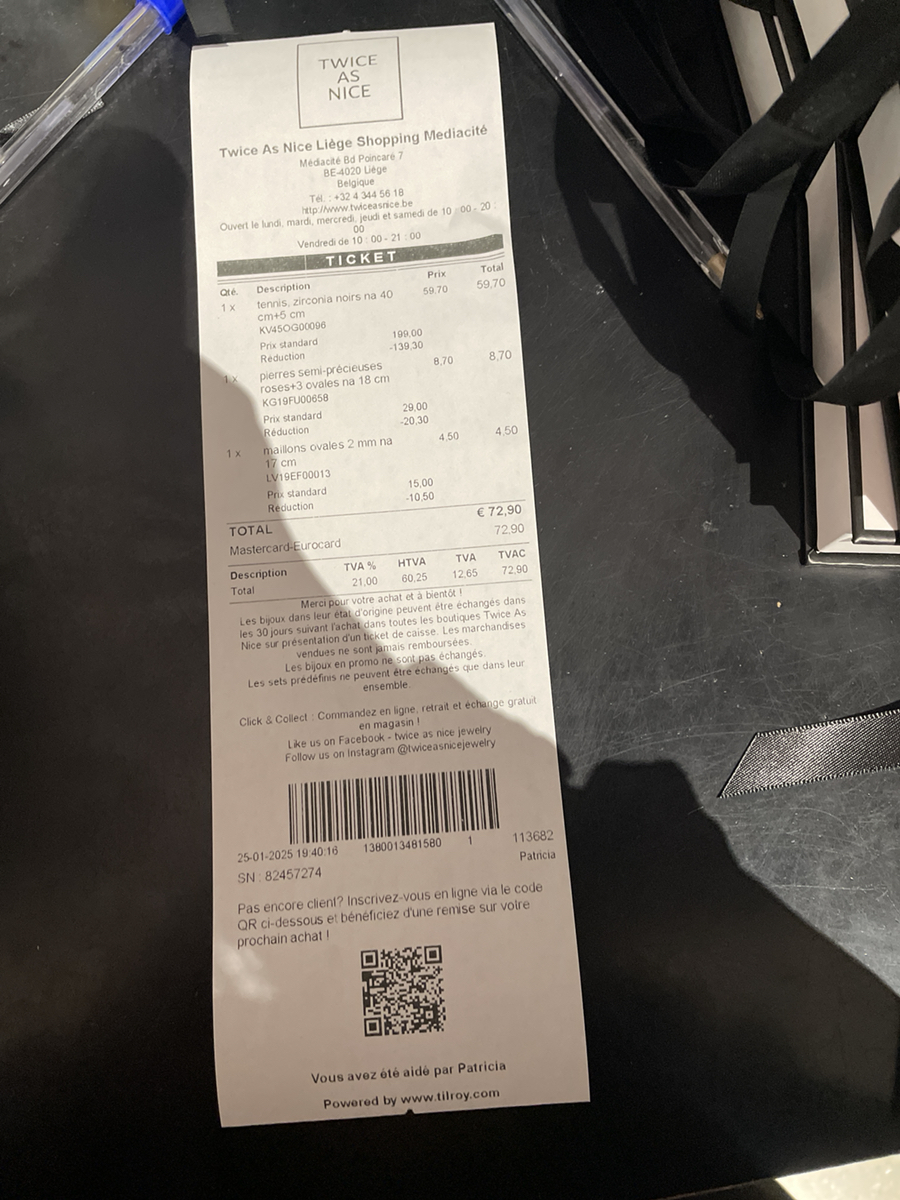 TWICE
AS
NICE
Twice As Nice Liège Shopping Mediacité
Médiacité Bd Poincaré 7
BE-4020 Liège
Belgique
Tél. : +32 4 344 56 18
http://www.twiceasnice.be
Ouvert le lundi, mardi, mercredi, jeudi et samedi de 10 : 00 - 20 :
00
Vendredi de 10 : 00 - 21 : 00
TICKET
Qté. Description Prix Total
1 x tennis, zirconia noirs na 40 59,70 59,70
cm+5 cm
KV45OG00096
Prix standard 199,00
Réduction -139,30
1 x pierres semi-précieuses 8,70 8,70
roses+3 ovales na 18 cm
KG19FU00658
Prix standard 29,00
Réduction -20,30
1 x maillons ovales 2 mm na 4,50 4,50
17 cm
LV19EF00013
Prix standard 15,00
Réduction -10,50
TOTAL € 72,90
Mastercard-Eurocard 72,90
Description TVA % HTVA TVA TVAC
Total 21,00 60,25 12,65 72,90
Merci pour votre achat et à bientôt !
Les bijoux dans leur état d'origine peuvent être échangés dans
les 30 jours suivant l'achat dans toutes les boutiques Twice As
Nice sur présentation d'un ticket de caisse. Les marchandises
vendues ne sont jamais remboursées.
Les bijoux en promo ne sont pas échangés.
Les sets prédéfinis ne peuvent être échangés que dans leur
ensemble.
Click & Collect : Commandez en ligne, retrait et échange gratuit
en magasin !
Like us on Facebook - twice as nice jewelry
Follow us on Instagram @twiceasnicejewelry
25-01-2025 19:40:16 1380013481580 1 113682
SN : 82457274 Patricia
Pas encore client? Inscrivez-vous en ligne via le code
QR ci-dessous et bénéficiez d'une remise sur votre
prochain achat !
Vous avez été aidé par Patricia
Powered by www.tilroy.com